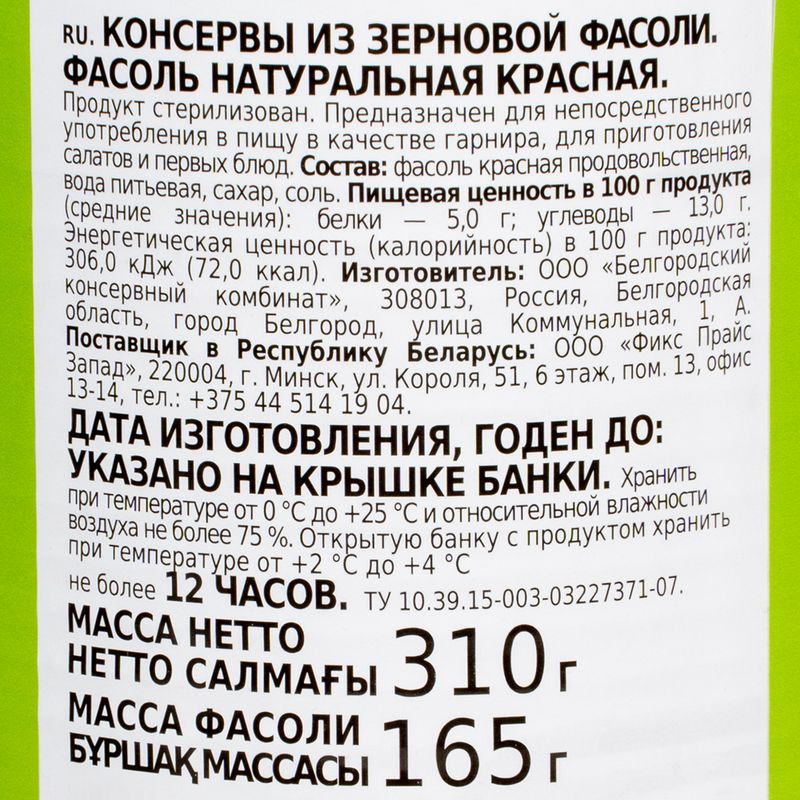 RU. КОНСЕРВЫ ИЗ ЗЕРНОВОЙ ФАСОЛИ.
ФАСОЛЬ НАТУРАЛЬНАЯ КРАСНАЯ.
Продукт стерилизован. Предназначен для непосредственного
употребления в пищу в качестве гарнира, для приготовления
салатов и первых блюд. Состав: фасоль красная продовольственная,
вода питьевая, сахар, соль. Пищевая ценность в 100 г продукта
(средние значения): белки — 5,0 г; углеводы — 13,0 г.
Энергетическая ценность (калорийность) в 100 г продукта:
306,0 кДж (72,0 ккал). Изготовитель: ООО «Белгородский
консервный комбинат», 308013, Россия, Белгородская
область, город Белгород, улица Коммунальная, 1, А.
Поставщик в Республику Беларусь: ООО «Фикс Прайс
Запад», 220004, г. Минск, ул. Короля, 51, 6 этаж, пом. 13, офис
13-14, тел.: +375 44 514 19 04.
ДАТА ИЗГОТОВЛЕНИЯ, ГОДЕН ДО:
УКАЗАНО НА КРЫШКЕ БАНКИ. Хранить
при температуре от 0 °С до +25 °С и относительной влажности
воздуха не более 75 %. Открытую банку с продуктом хранить
при температуре от +2 °С до +4 °С
не более 12 ЧАСОВ. ТУ 10.39.15-003-03227371-07.
МАССА НЕТТО
НЕТТО САЛМАҒЫ 310 г
МАССА ФАСОЛИ
БҰРШАҚ МАССАСЫ 165 г